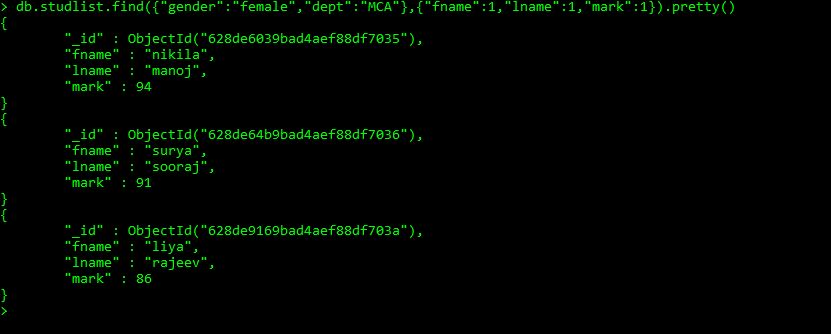 > db.studlist.find({"gender":"female","dept":"MCA"},{"fname":1,"lname":1,"mark":1}).pretty()
{
        "_id" : ObjectId("628de6039bad4aef88df7035"),
        "fname" : "nikila",
        "lname" : "manoj",
        "mark" : 94
}
{
        "_id" : ObjectId("628de64b9bad4aef88df7036"),
        "fname" : "surya",
        "lname" : "sooraj",
        "mark" : 91
}
{
        "_id" : ObjectId("628de9169bad4aef88df703a"),
        "fname" : "liya",
        "lname" : "rajeev",
        "mark" : 86
}
>